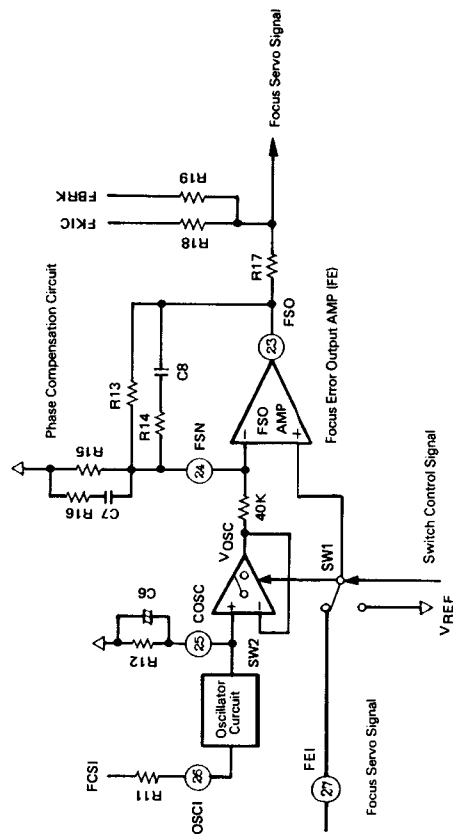 Phase Compensation Circuit
FBRK
FKIC
R19
R18
R17
Focus Servo Signal
R13
R14
C8
R15
R16
C7
FSN
24
FSO
23
FSO
AMP
−
+
Focus Error Output AMP (FE)
40K
VOSC
C6
R12
COSC
25
+
−
SW2
Oscillator
Curcuit
FCSI
R11
OSCI
26
SW1
Switch Control Signal
VREF
FEI
27
Focus Servo Signal